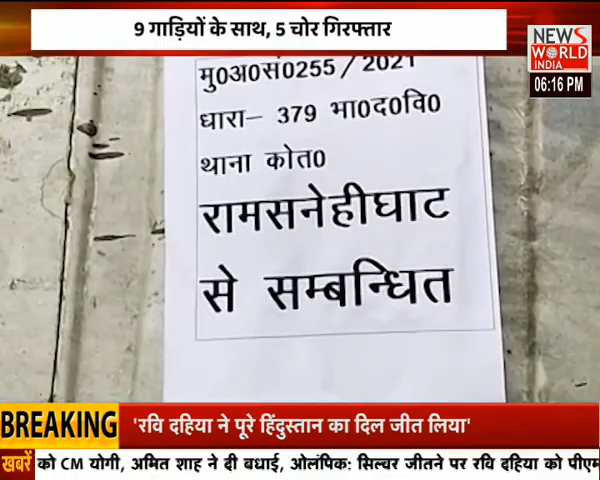 9 गाड़ियों के साथ, 5 चोर गिरफ्तार
NEWS
WORLD
INDIA
06:16 PM
मु0अ0सं0255 / 2021
धारा– 379 भा0द0वि0
थाना कोत0
रामसनेहीघाट
से सम्बन्धित
BREAKING
'रवि दहिया ने पूरे हिंदुस्तान का दिल जीत लिया'
खबरें को CM योगी, अमित शाह ने दी बधाई, ओलंपिक: सिल्वर जीतने पर रवि दहिया को पीएम